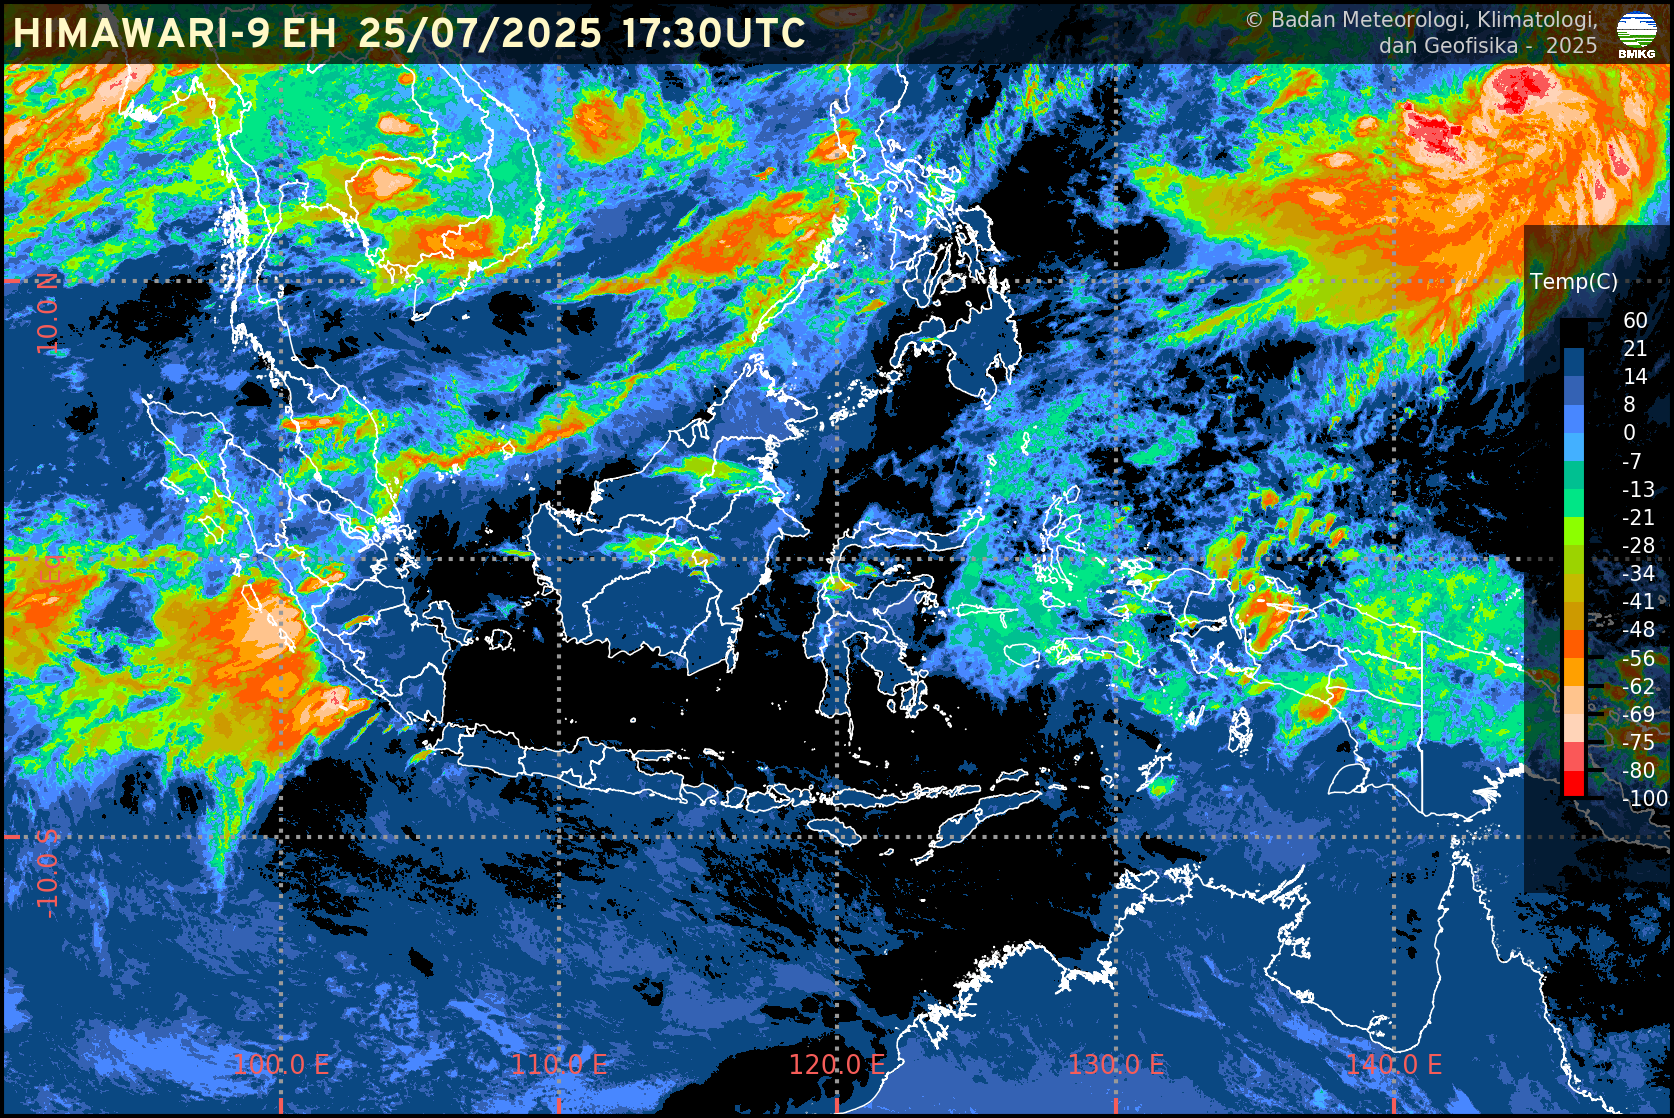 HIMAWARI-9 EH 25/07/2025 17:30UTC
© Badan Meteorologi, Klimatologi,
dan Geofisika - 2025
BMKG
10.0 N
Eq
-10.0 S
Temp(C)
60
21
14
8
0
-7
-13
-21
-28
-34
-41
-48
-56
-62
-69
-75
-80
-100
100.0 E
110.0 E
120.0 E
130.0 E
140.0 E